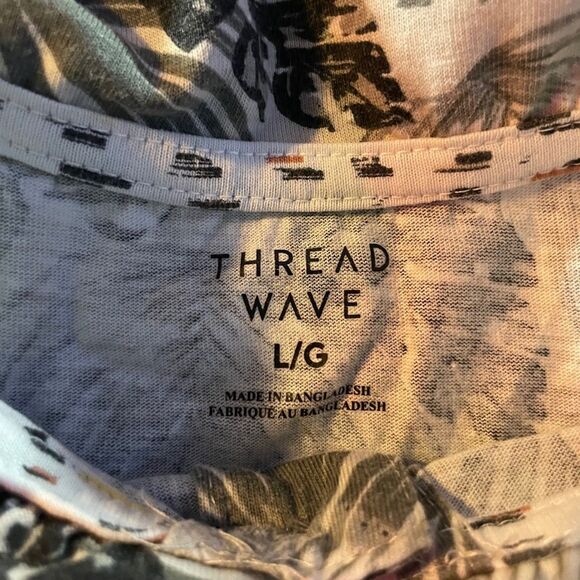 THREAD
WAVE
L/G
MADE IN BANGLADESH
FABRIQUÉ AU BANGLADESH